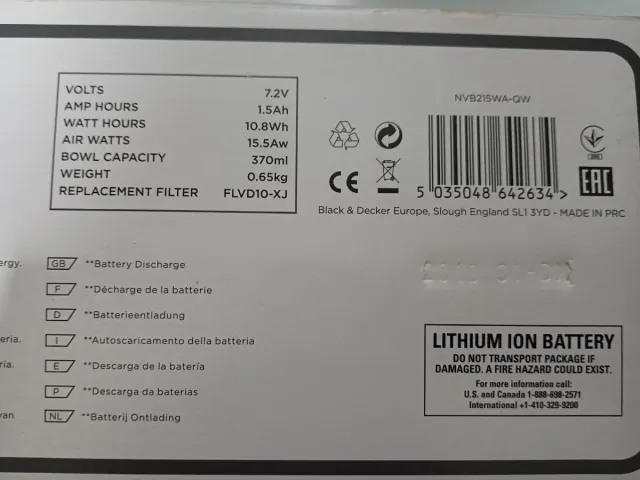 VOLTS 7.2V
AMP HOURS 1.5Ah
WATT HOURS 10.8Wh
AIR WATTS 15.5Aw
BOWL CAPACITY 370ml
WEIGHT 0.65kg
REPLACEMENT FILTER FLVD10-XJ
NVB215WA-QW
CE
EAC
5 035048 642634 >
Black & Decker Europe, Slough England SL1 3YD - MADE IN PRC
ergy.
GB **Battery Discharge
F **Décharge de la batterie
D **Batterieentladung
eria. I **Autoscaricamento della batteria
ría. E **Descarga de la batería
P **Descarga da baterias
van NL **Batterij Ontlading
LITHIUM ION BATTERY
DO NOT TRANSPORT PACKAGE IF
DAMAGED. A FIRE HAZARD COULD EXIST.
For more information call:
U.S. and Canada 1-888-698-2571
International +1-410-329-9200